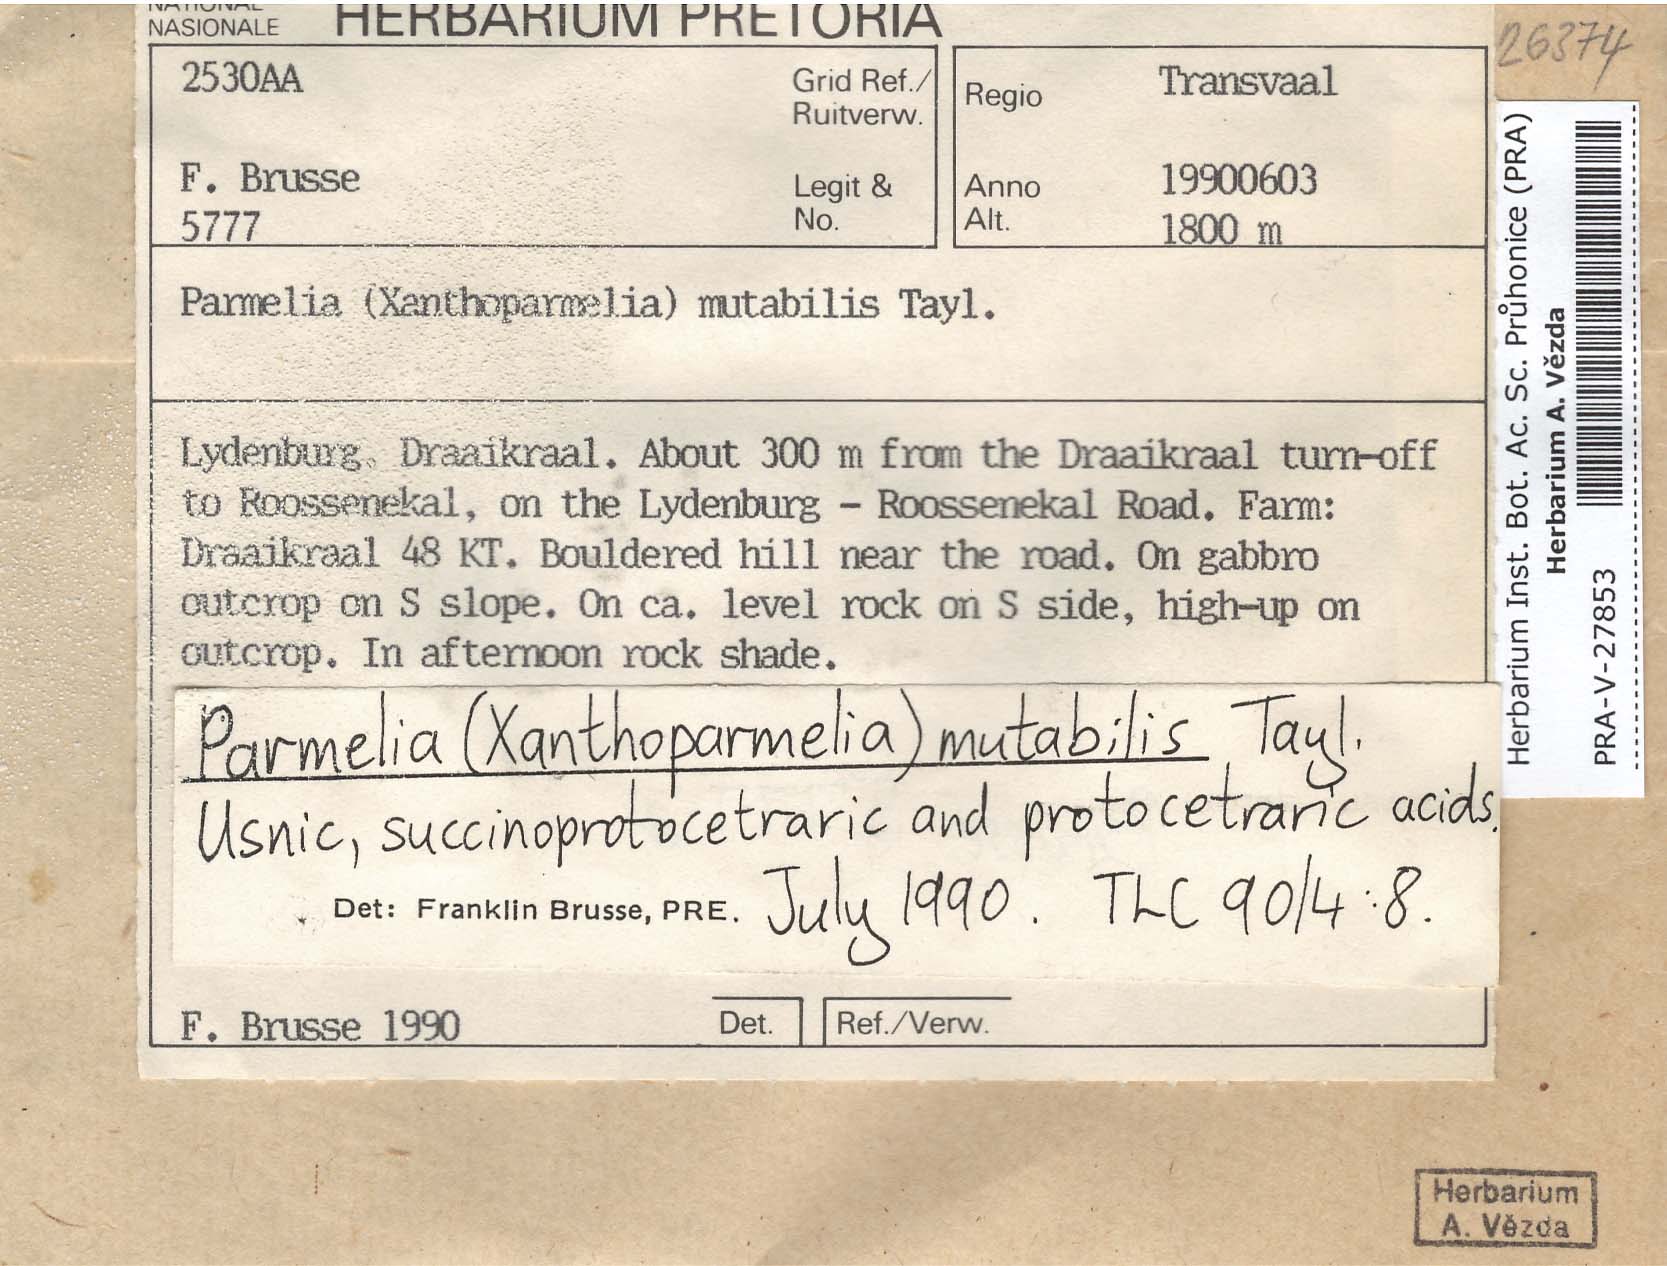 NATIONAL
NASIONALE
HERBARIUM PRETORIA
26374
2530AA
Grid Ref./
Ruitverw.
Regio
Transvaal
F. Brusse
5777
Legit &
No.
Anno
19900603
Alt.
1800 m
Parmelia (Xanthoparmelia) mutabilis Tayl.
Lydenburg. Draaikraal. About 300 m from the Draaikraal turn-off
to Roossenekal, on the Lydenburg - Roossenekal Road. Farm:
Draaikraal 48 KT. Bouldered hill near the road. On gabbro
outcrop on S slope. On ca. level rock on S side, high-up on
outcrop. In afternoon rock shade.
Parmelia (Xanthoparmelia) mutabilis Tayl.
Usnic, succinoprotocetraric and protocetraric acids.
Det: Franklin Brusse, PRE. July 1990. TLC 90/4:8.
F. Brusse 1990
Det.
Ref./Verw.
Herbarium Inst. Bot. Ac. Sc. Průhonice (PRA)
Herbarium A. Vězda
PRA-V-27853
Herbarium
A. Vězda